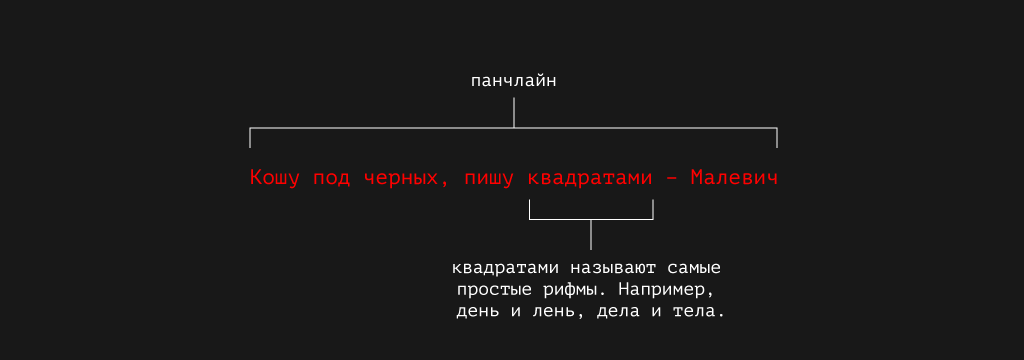 панчлайн
Кошу под черных, пишу квадратами – Малевич
квадратами называют самые
простые рифмы. Например,
день и лень, дела и тела.